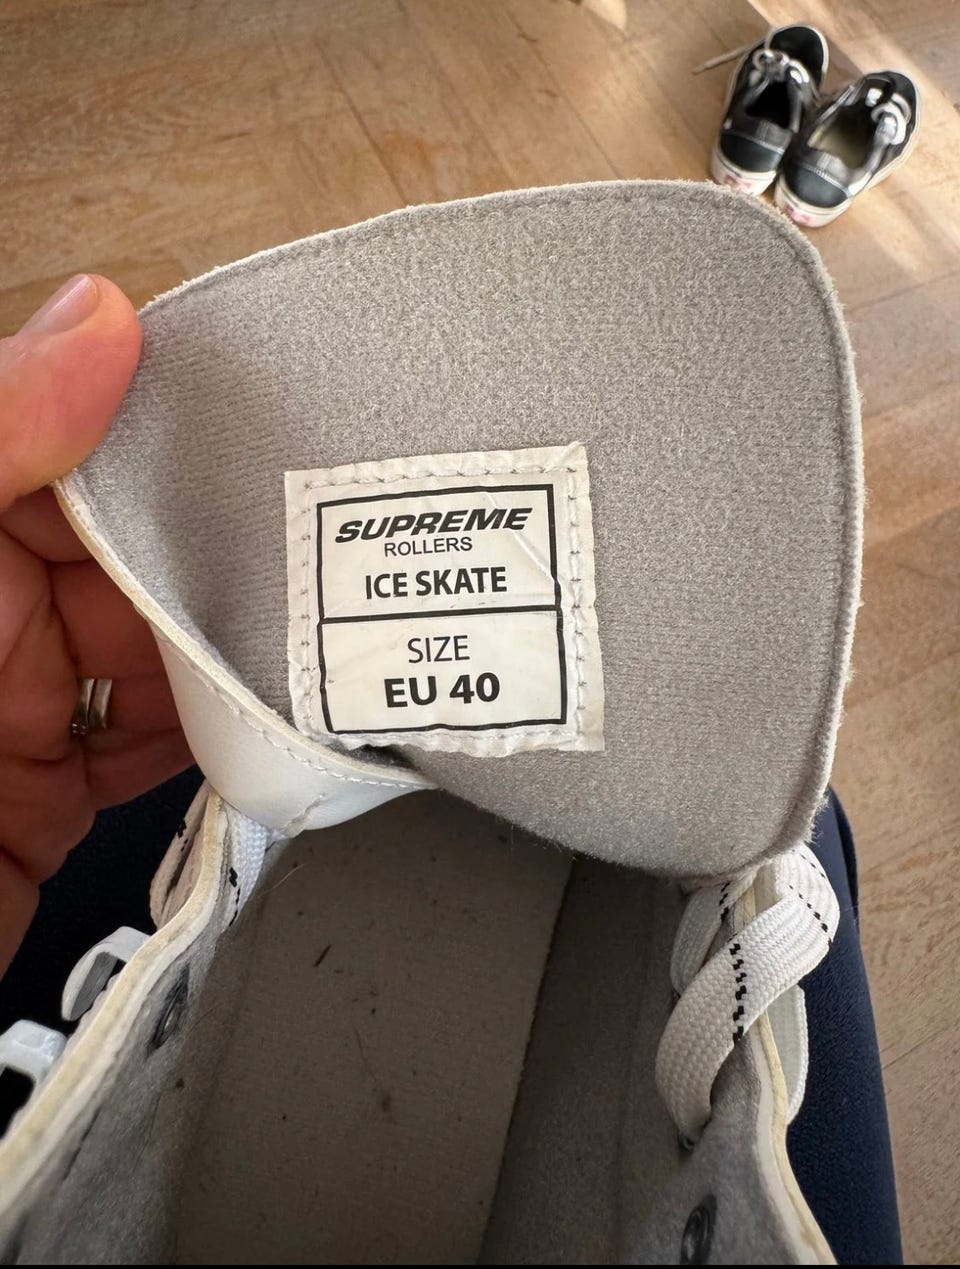 SUPREME
ROLLERS
ICE SKATE
SIZE
EU 40